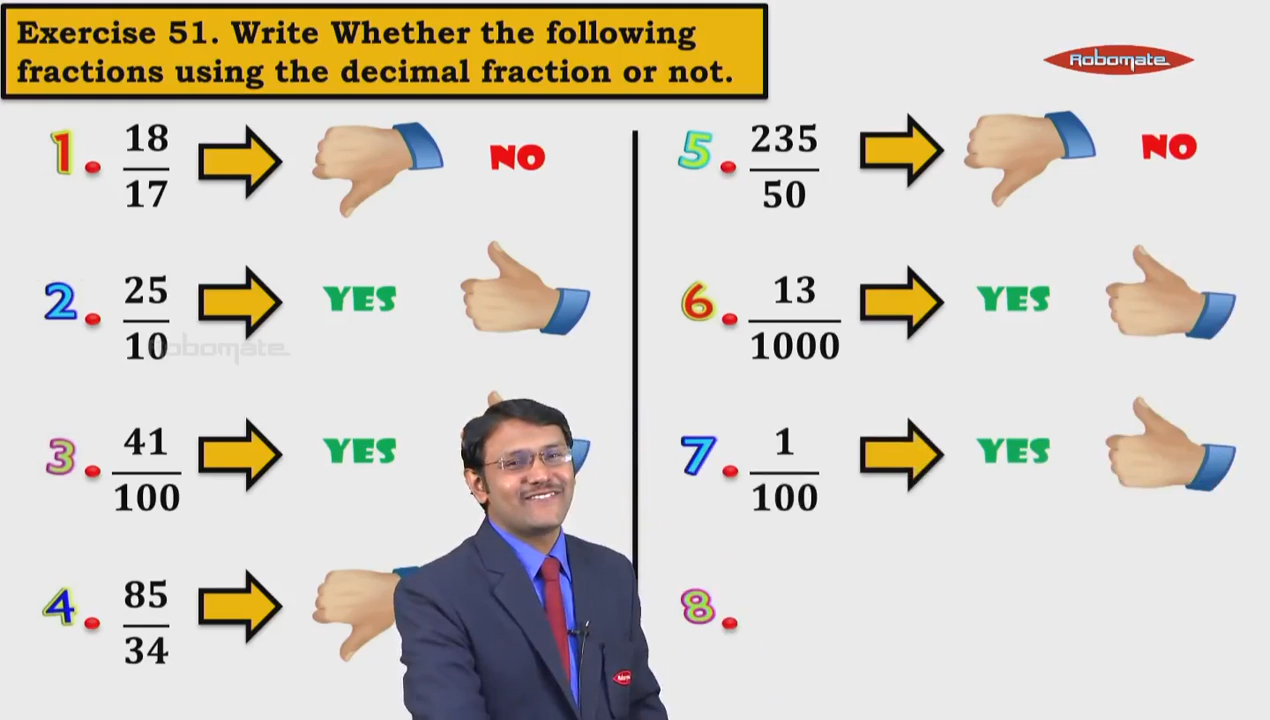 Exercise 51. Write Whether the following
fractions using the decimal fraction or not.
Robomate
1. 18/17 NO
2. 25/10 YES
robomate
3. 41/100 YES
4. 85/34
5. 235/50 NO
6. 13/1000 YES
7. 1/100 YES
8.